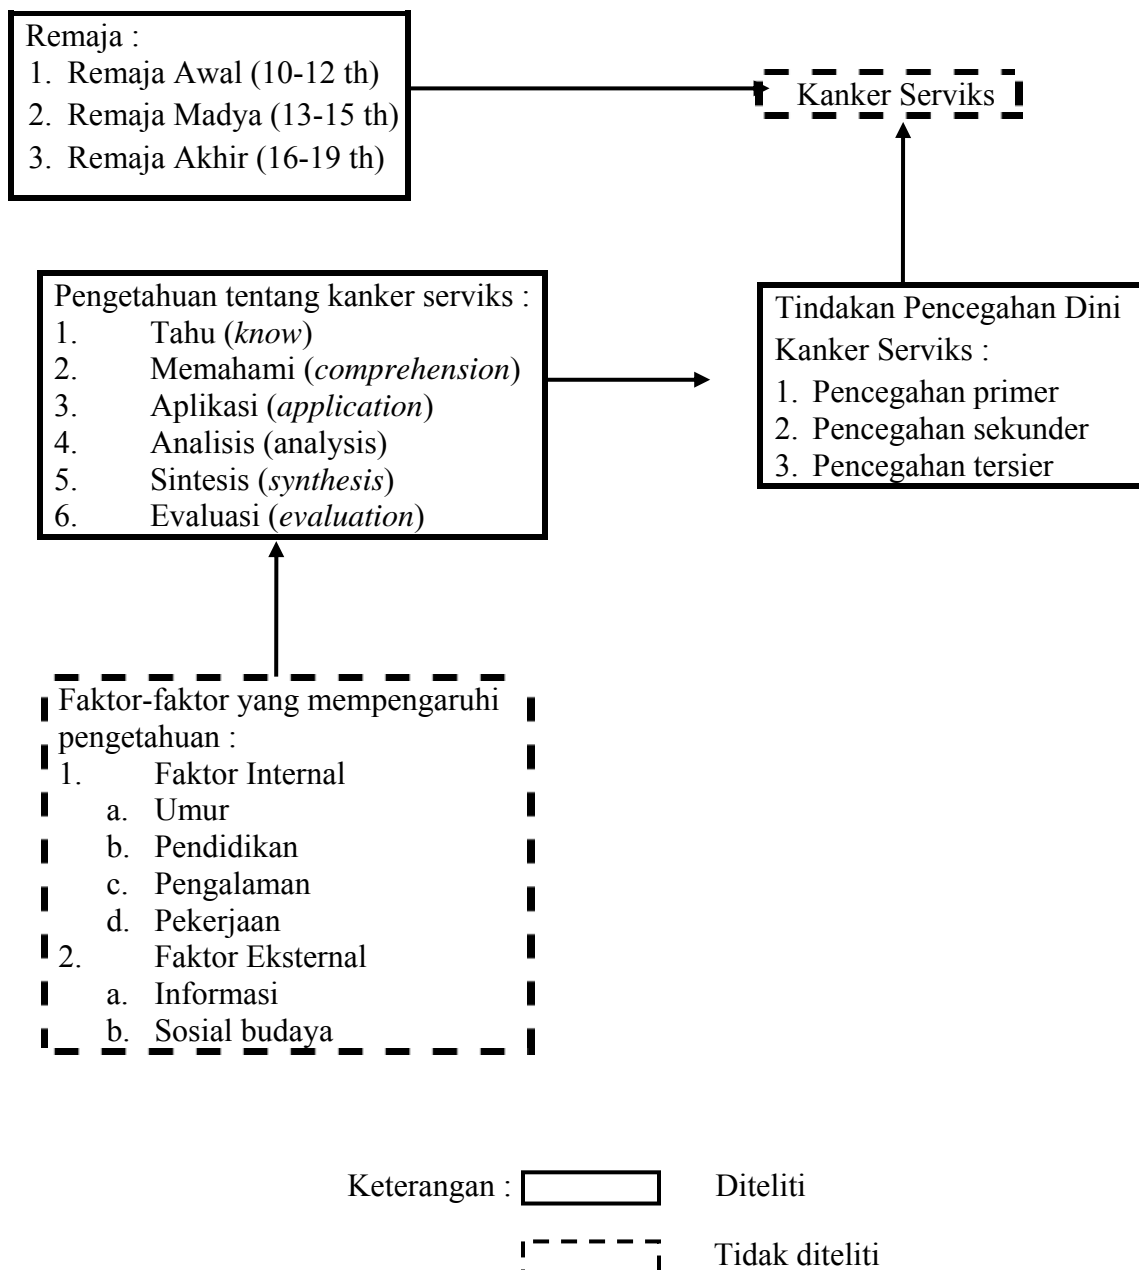 Remaja :
1. Remaja Awal (10-12 th)
2. Remaja Madya (13-15 th)
3. Remaja Akhir (16-19 th)
Kanker Serviks
Pengetahuan tentang kanker serviks :
1. Tahu (know)
2. Memahami (comprehension)
3. Aplikasi (application)
4. Analisis (analysis)
5. Sintesis (synthesis)
6. Evaluasi (evaluation)
Tindakan Pencegahan Dini
Kanker Serviks :
1. Pencegahan primer
2. Pencegahan sekunder
3. Pencegahan tersier
Faktor-faktor yang mempengaruhi
pengetahuan :
1. Faktor Internal
a. Umur
b. Pendidikan
c. Pengalaman
d. Pekerjaan
2. Faktor Eksternal
a. Informasi
b. Sosial budaya
Keterangan : Diteliti
Tidak diteliti